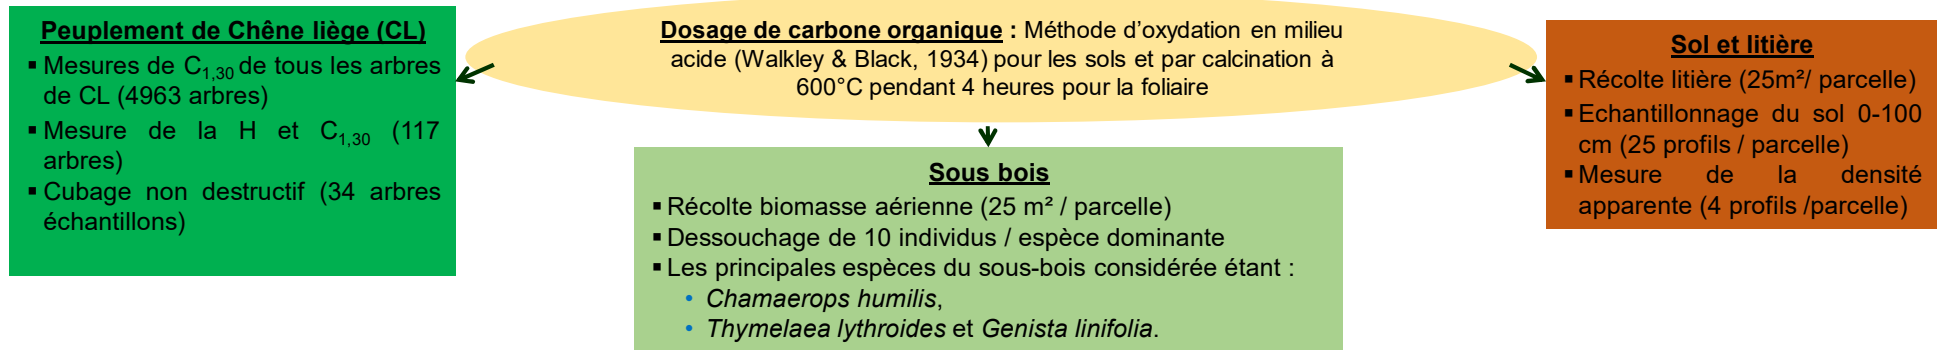 Peuplement de Chêne liège (CL)
▪ Mesures de C1,30 de tous les arbres
de CL (4963 arbres)
▪ Mesure de la H et C1,30 (117
arbres)
▪ Cubage non destructif (34 arbres
échantillons)
Dosage de carbone organique : Méthode d’oxydation en milieu
acide (Walkley & Black, 1934) pour les sols et par calcination à
600°C pendant 4 heures pour la foliaire
Sous bois
▪ Récolte biomasse aérienne (25 m² / parcelle)
▪ Dessouchage de 10 individus / espèce dominante
▪ Les principales espèces du sous-bois considérée étant :
• Chamaerops humilis,
• Thymelaea lythroides et Genista linifolia.
Sol et litière
▪ Récolte litière (25m²/ parcelle)
▪ Echantillonnage du sol 0-100
cm (25 profils / parcelle)
▪ Mesure de la densité
apparente (4 profils /parcelle)